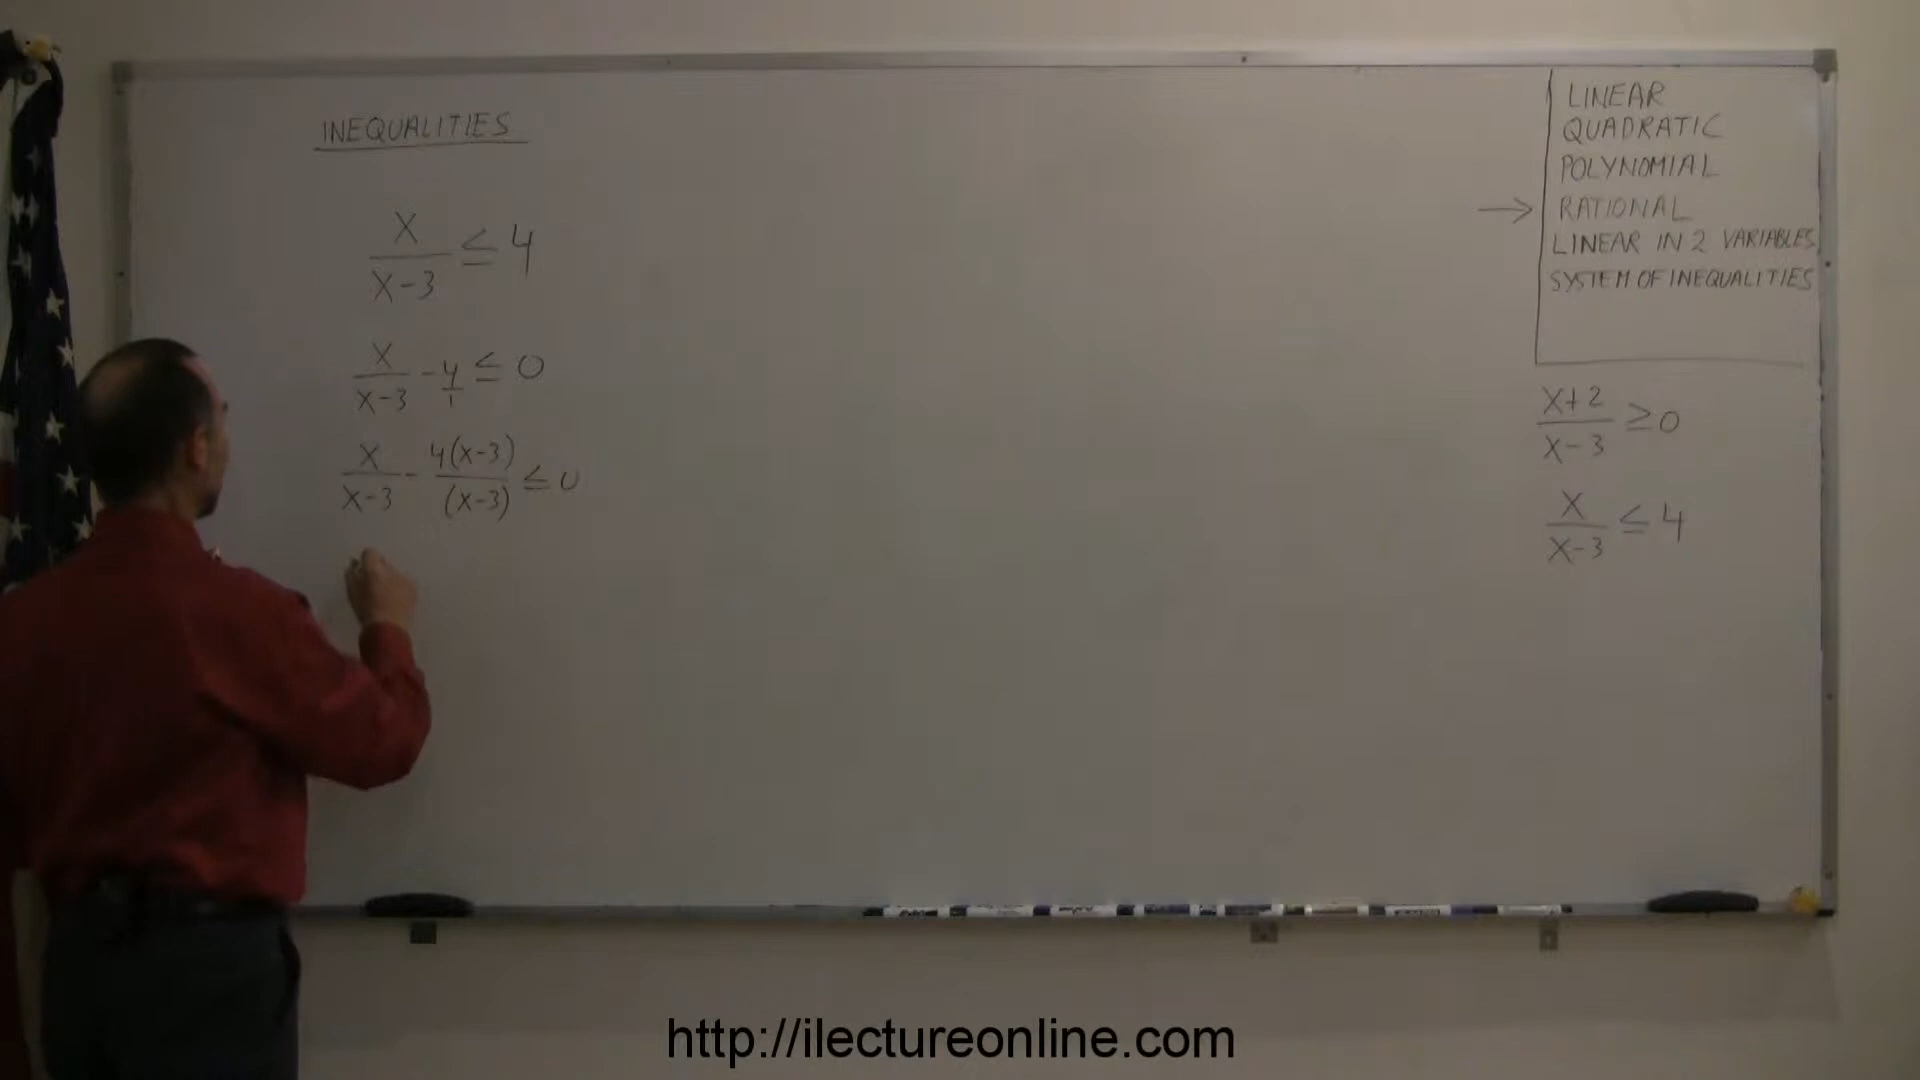 INEQUALITIES
x/(x-3) ≤ 4
x/(x-3) - 4/1 ≤ 0
x/(x-3) - 4(x-3)/(x-3) ≤ 0
LINEAR
QUADRATIC
POLYNOMIAL
→ RATIONAL
LINEAR IN 2 VARIABLES
SYSTEM OF INEQUALITIES
(x+2)/(x-3) ≥ 0
x/(x-3) ≤ 4
http://ilectureonline.com